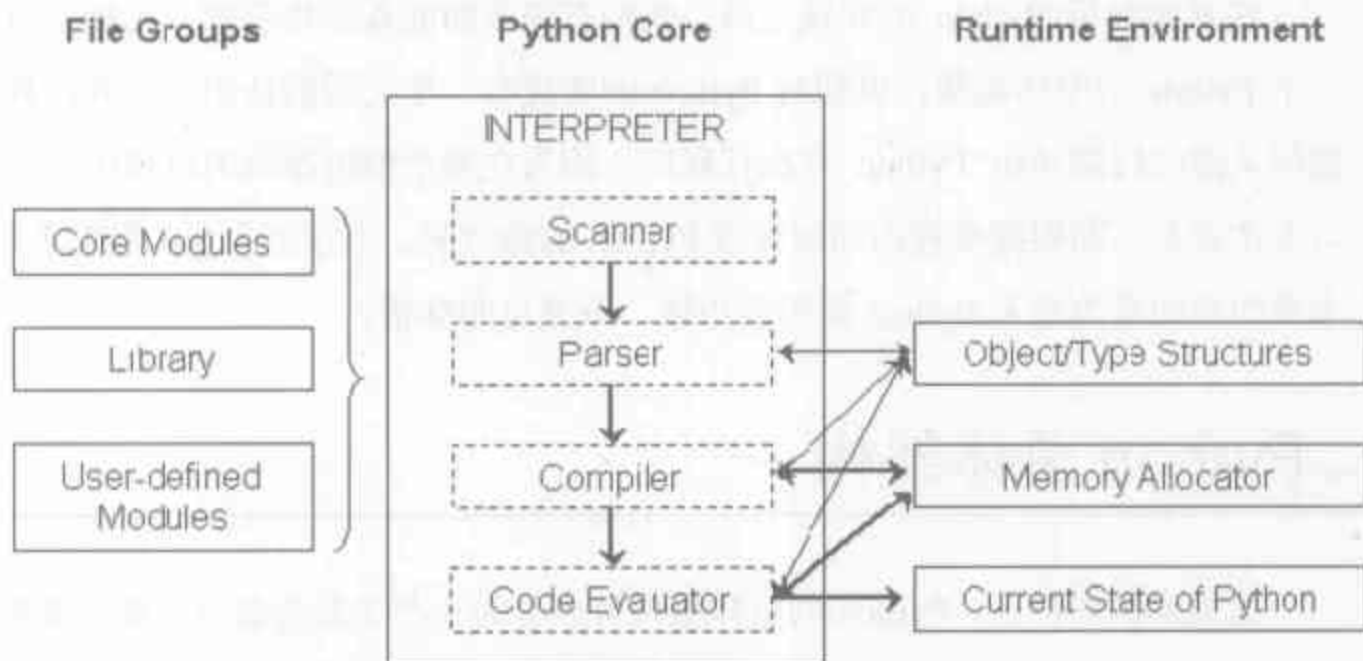 File Groups
Python Core
Runtime Environment
INTERPRETER
Core Modules
Library
User-defined
Modules
Scanner
Parser
Compiler
Code Evauator
Object/Type Structures
Memory Allocator
Current State of Python